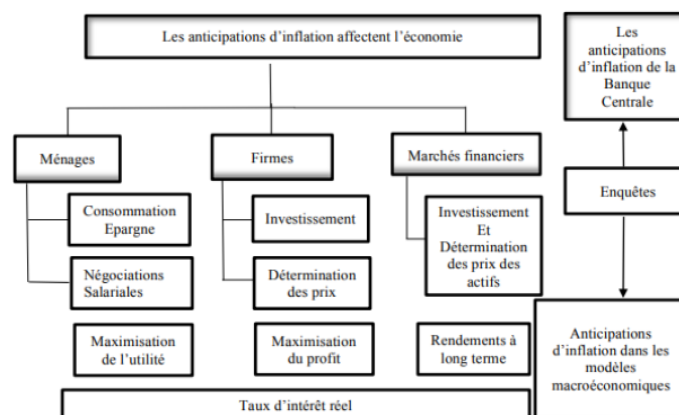 Les anticipations d'inflation affectent l'économie
Les
anticipations
d'inflation de la
Banque
Centrale
Ménages
Firmes
Marchés financiers
Enquêtes
Consommation
Epargne
Investissement
Investissement
Et
Détermination
des prix des
actifs
Négociations
Salariales
Détermination
des prix
Maximisation
de l'utilité
Maximisation
du profit
Rendements à
long terme
Anticipations
d'inflation dans les
modèles
macroéconomiques
Taux d'intérêt réel